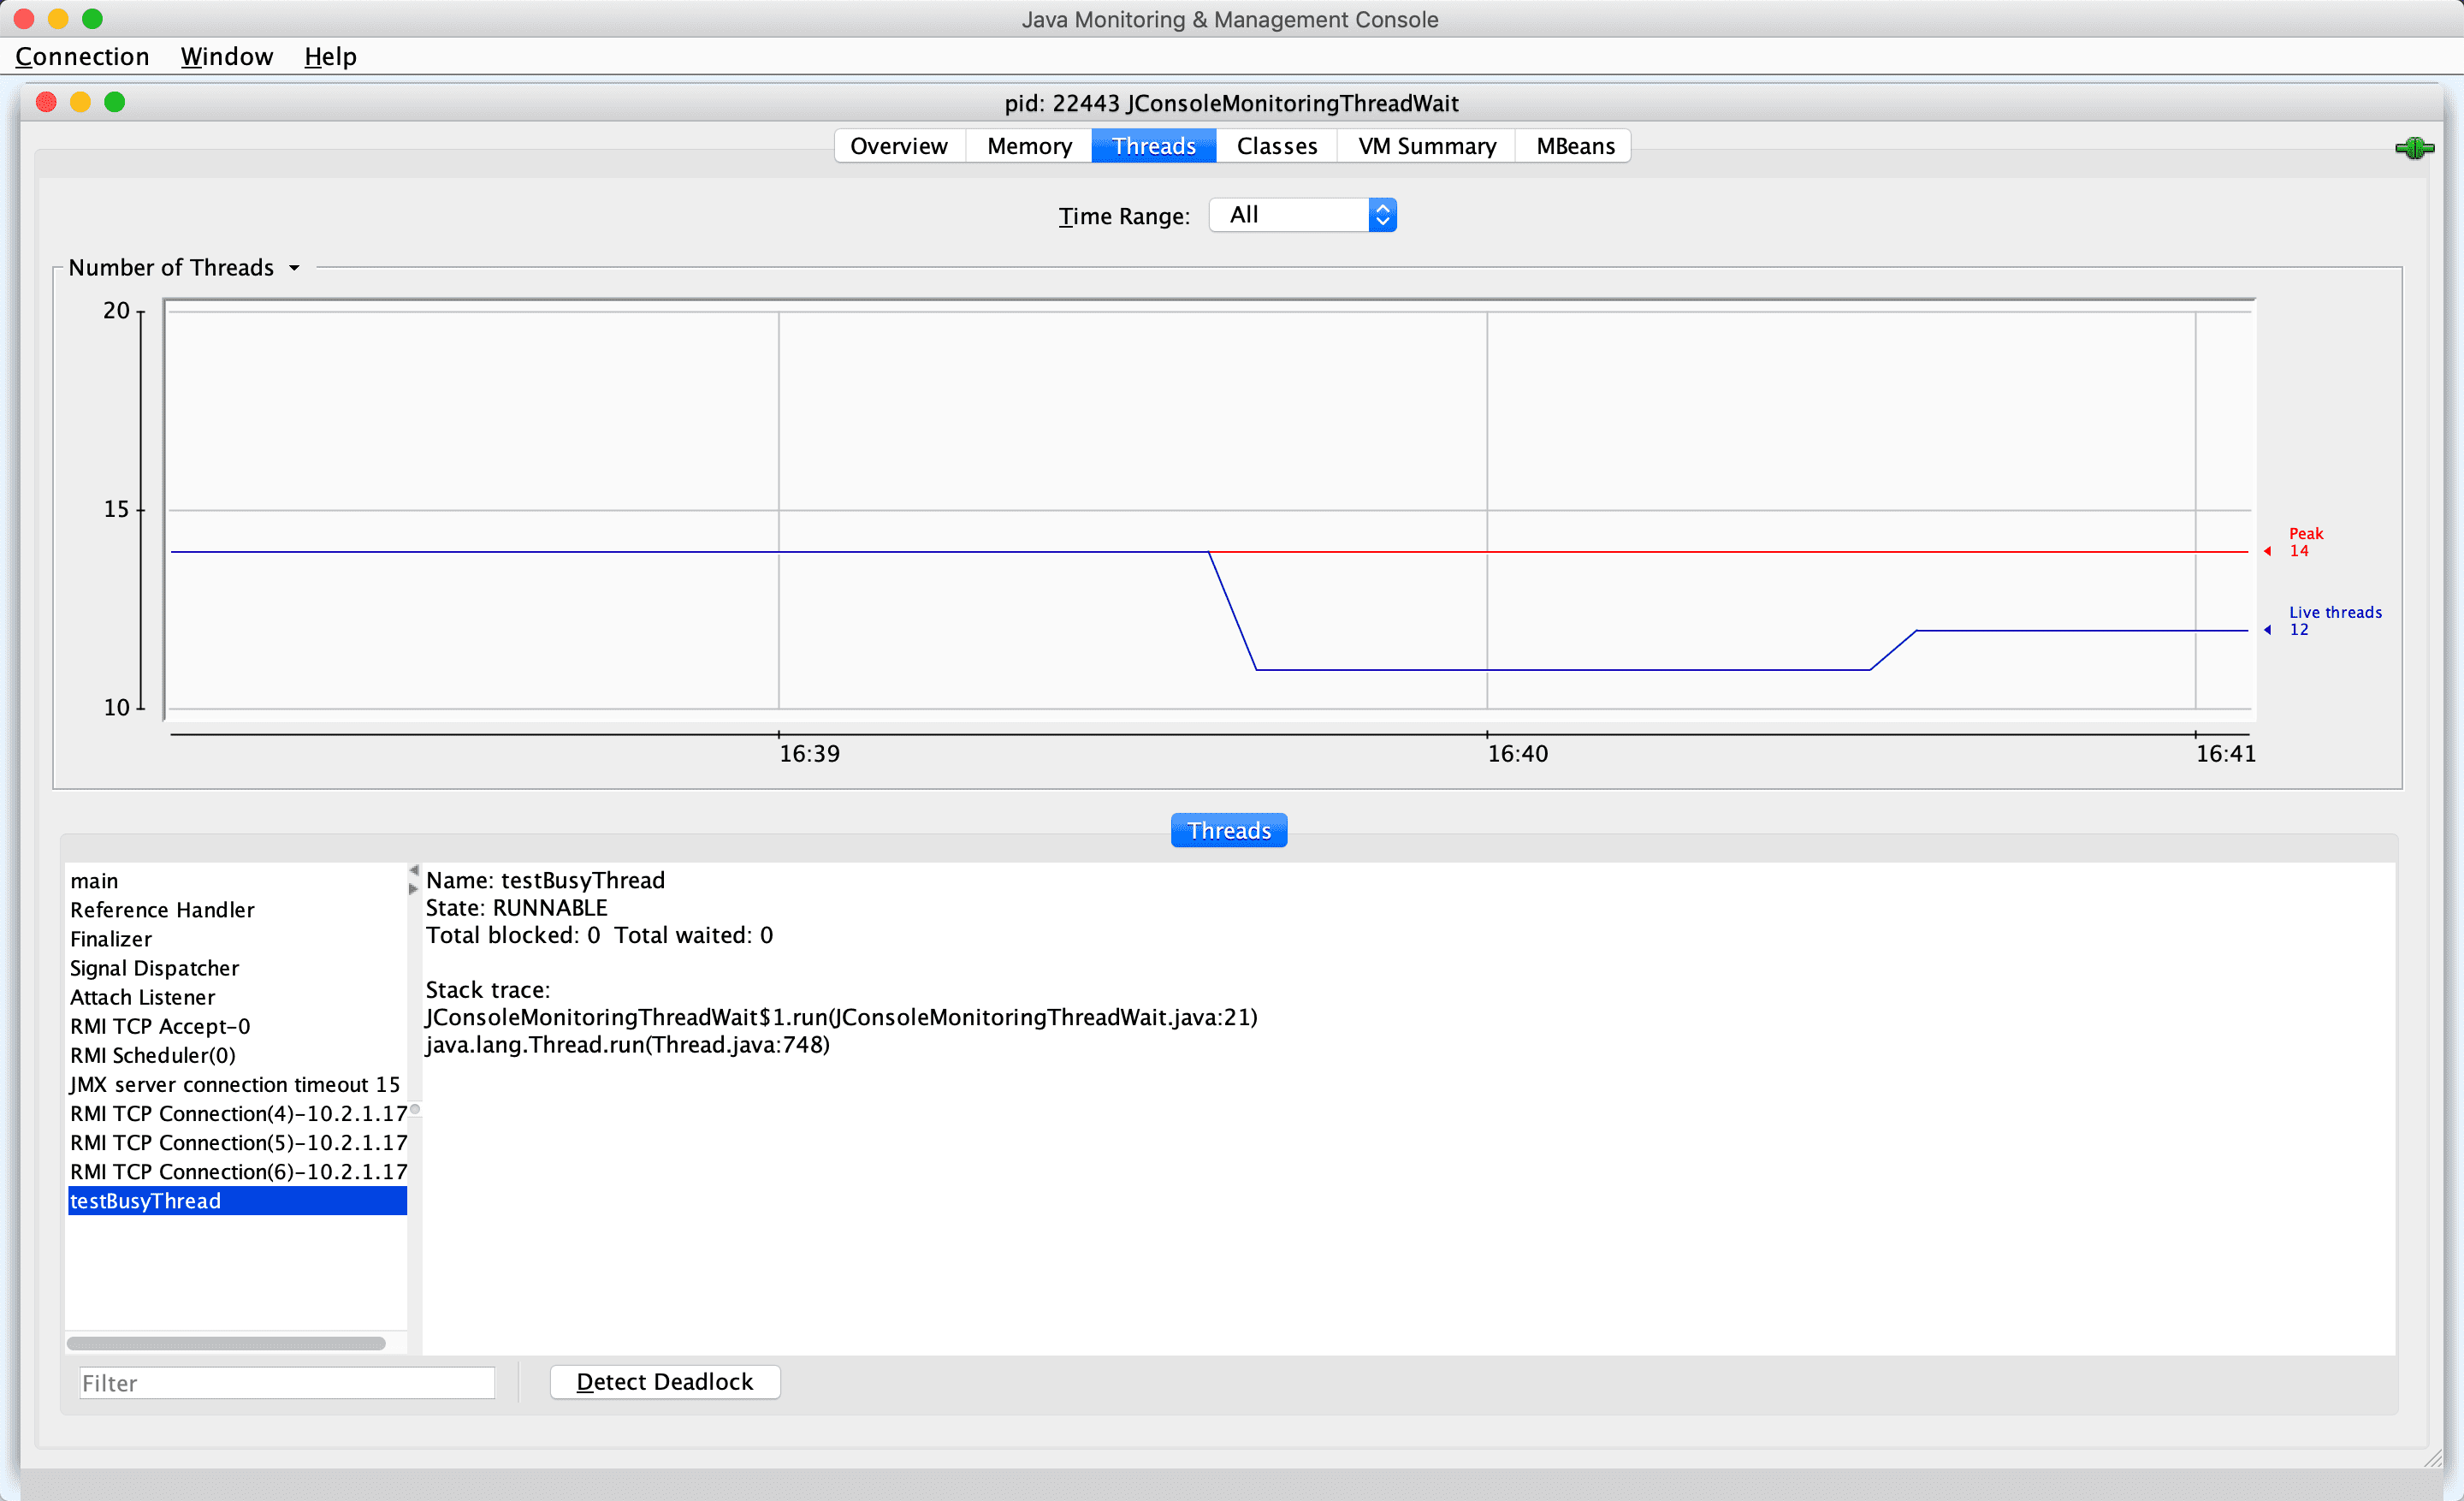 Java Monitoring & Management Console
Connection Window Help
pid: 22443 JConsoleMonitoringThreadWait
Overview Memory Threads Classes VM Summary MBeans
Time Range: All
Number of Threads
20
15
10
Peak
14
Live threads
12
16:39 16:40 16:41
Threads
main
Reference Handler
Finalizer
Signal Dispatcher
Attach Listener
RMI TCP Accept-0
RMI Scheduler(0)
JMX server connection timeout 15
RMI TCP Connection(4)-10.2.1.17
RMI TCP Connection(5)-10.2.1.17
RMI TCP Connection(6)-10.2.1.17
testBusyThread
Name: testBusyThread
State: RUNNABLE
Total blocked: 0 Total waited: 0
Stack trace:
JConsoleMonitoringThreadWait$1.run(JConsoleMonitoringThreadWait.java:21)
java.lang.Thread.run(Thread.java:748)
Filter
Detect Deadlock